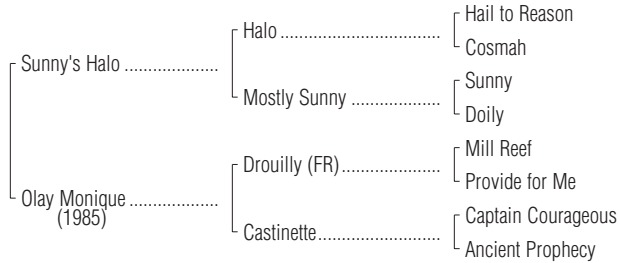 Hail to Reason
Halo
Cosmah
Sunny's Halo
Sunny
Mostly Sunny
Doily
Mill Reef
Drouilly (FR)
Provide for Me
Olay Monique
(1985)
Captain Courageous
Castinette
Ancient Prophecy